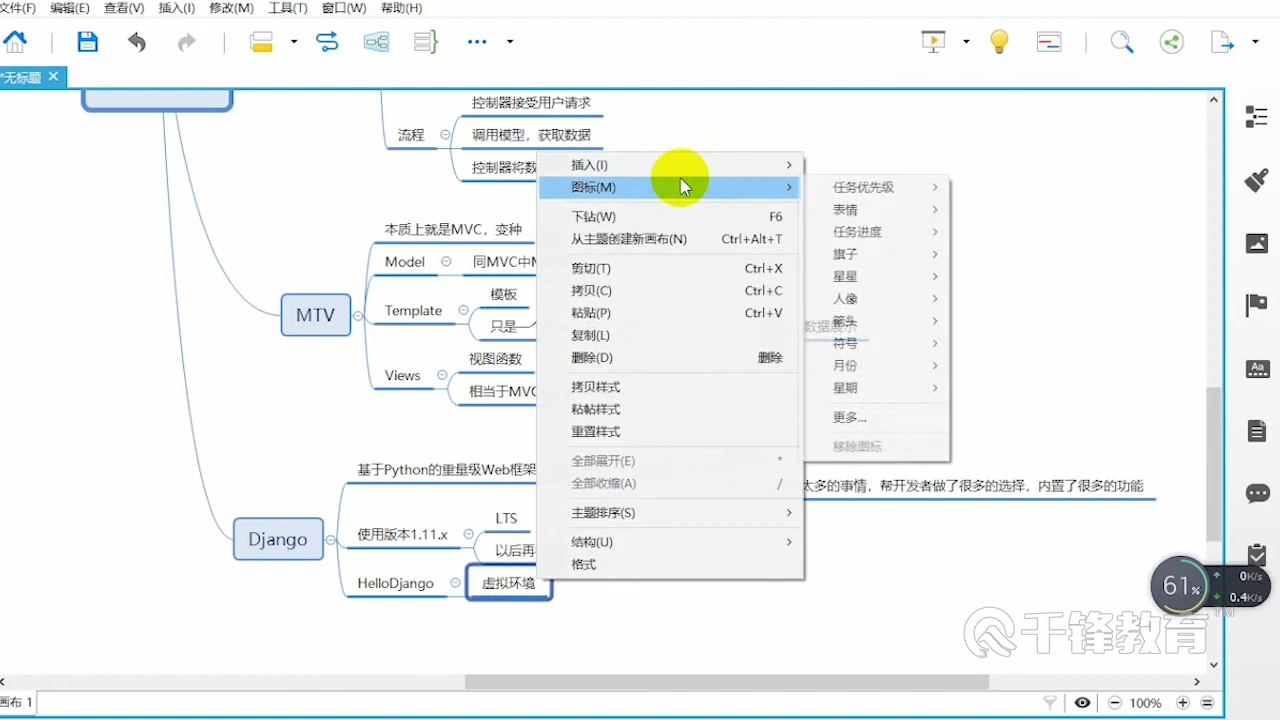 文件(F) 编辑(E) 查看(V) 插入(I) 修改(M) 工具(T) 窗口(W) 帮助(H)
*无标题
控制器接受用户请求
流程
调用模型，获取数据
控制器将数
本质上就是MVC，变种
Model
同MVC中
MTV
Template
模板
只是
数据展示
Views
视图函数
相当于MVC
基于Python的重量级Web框架
太多的事情，帮开发者做了很多的选择，内置了很多的功能
Django
使用版本1.11.x
LTS
以后再
HelloDjango
虚拟环境
插入(I)
图标(M)
下钻(W) F6
从主题创建新画布(N) Ctrl+Alt+T
剪切(T) Ctrl+X
拷贝(C) Ctrl+C
粘贴(P) Ctrl+V
复制(L)
删除(D) 删除
拷贝样式
粘帖样式
重置样式
全部展开(E) *
全部收缩(A) /
主题排序(S)
结构(U)
格式
任务优先级
表情
任务进度
旗子
星星
人像
箭头
符号
月份
星期
更多...
移除图标
Aa
61%
0K/s
0.4K/s
千锋教育 TM
画布 1
100%